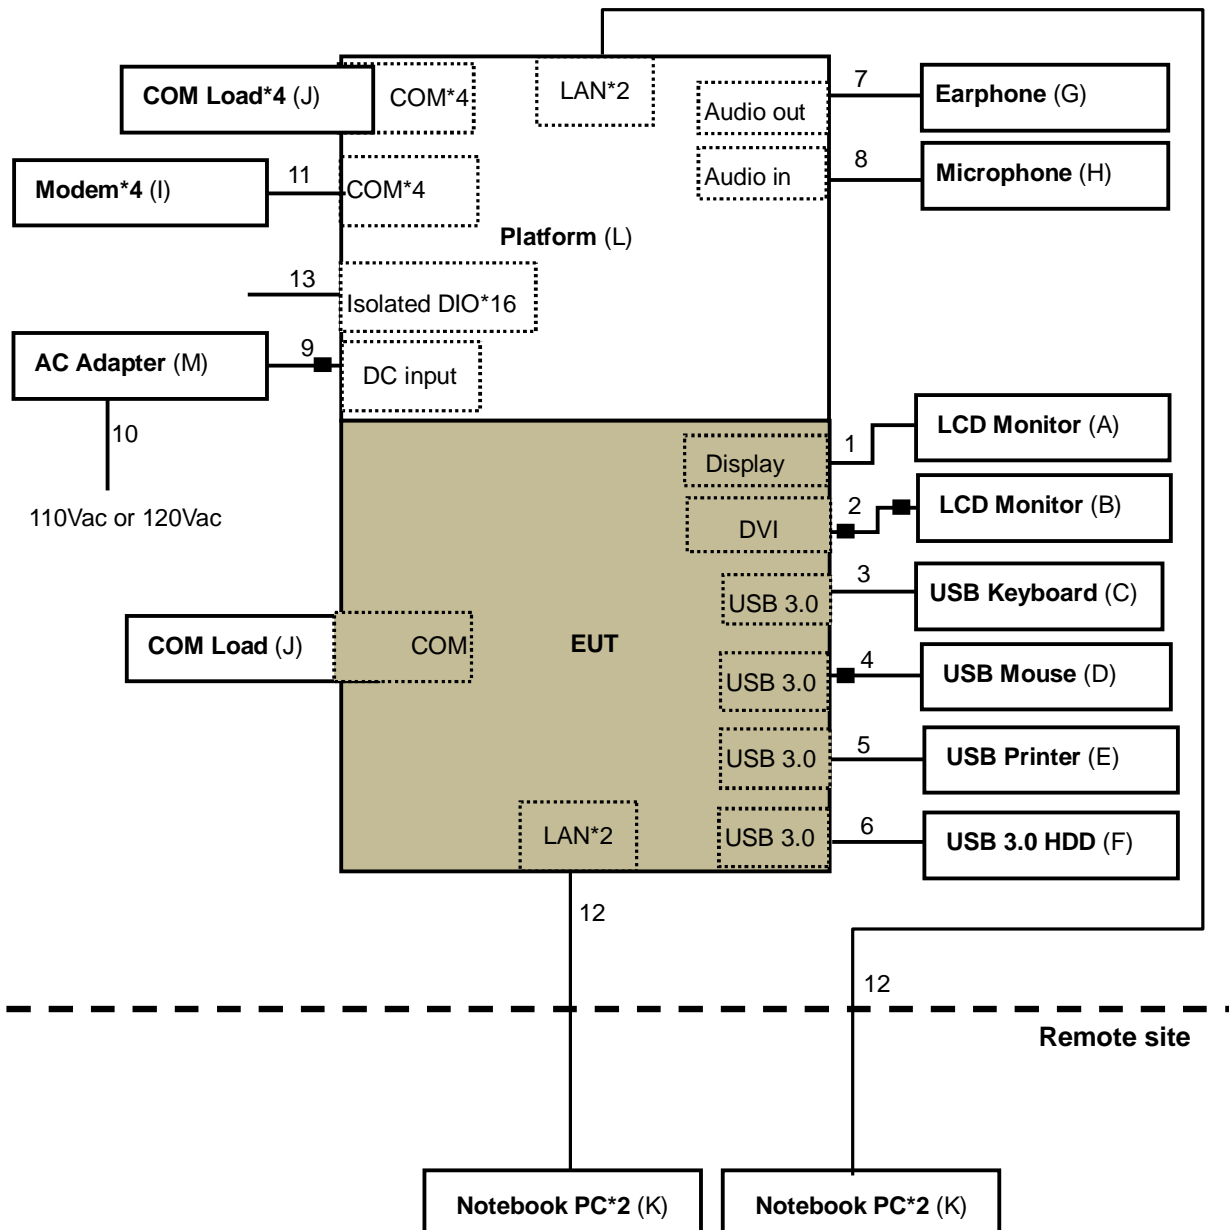 COM Load*4 (J)
COM*4
LAN*2
Audio out
7
Earphone (G)
Modem*4 (I)
11
COM*4
Audio in
8
Microphone (H)
Platform (L)
13
Isolated DIO*16
AC Adapter (M)
9
DC input
10
110Vac or 120Vac
Display
1
LCD Monitor (A)
DVI
2
LCD Monitor (B)
USB 3.0
3
USB Keyboard (C)
COM Load (J)
COM
EUT
USB 3.0
4
USB Mouse (D)
USB 3.0
5
USB Printer (E)
LAN*2
USB 3.0
6
USB 3.0 HDD (F)
12
12
Remote site
Notebook PC*2 (K)
Notebook PC*2 (K)